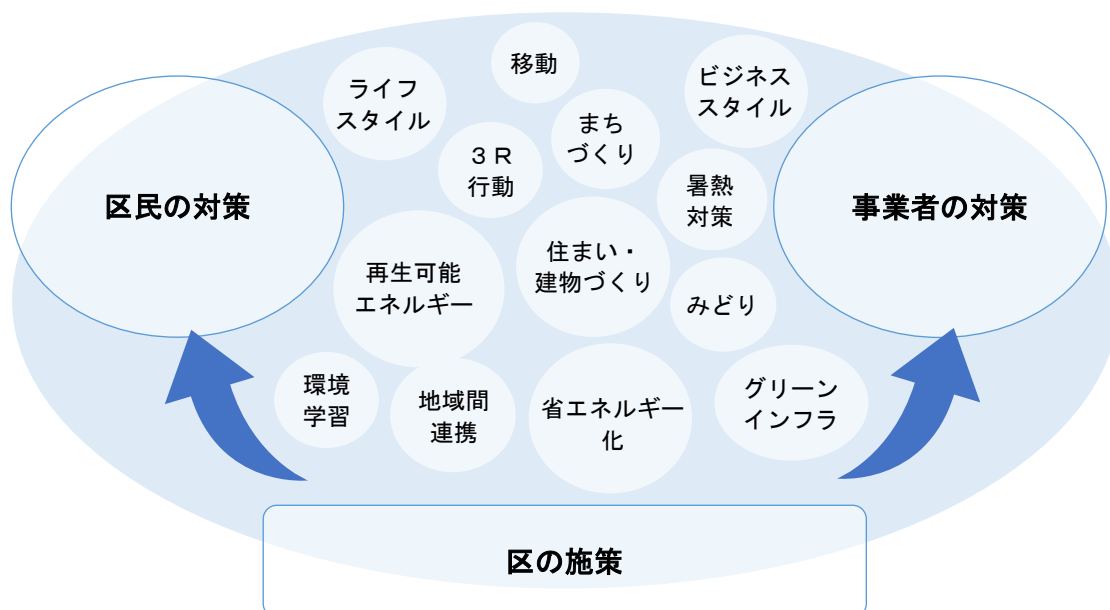 移動
ライフ
スタイル
ビジネス
スタイル
まち
づくり
３Ｒ
行動
暑熱
対策
区民の対策
事業者の対策
住まい・
建物づくり
再生可能
エネルギー
みどり
環境
学習
地域間
連携
省エネルギー
化
グリーン
インフラ
区の施策